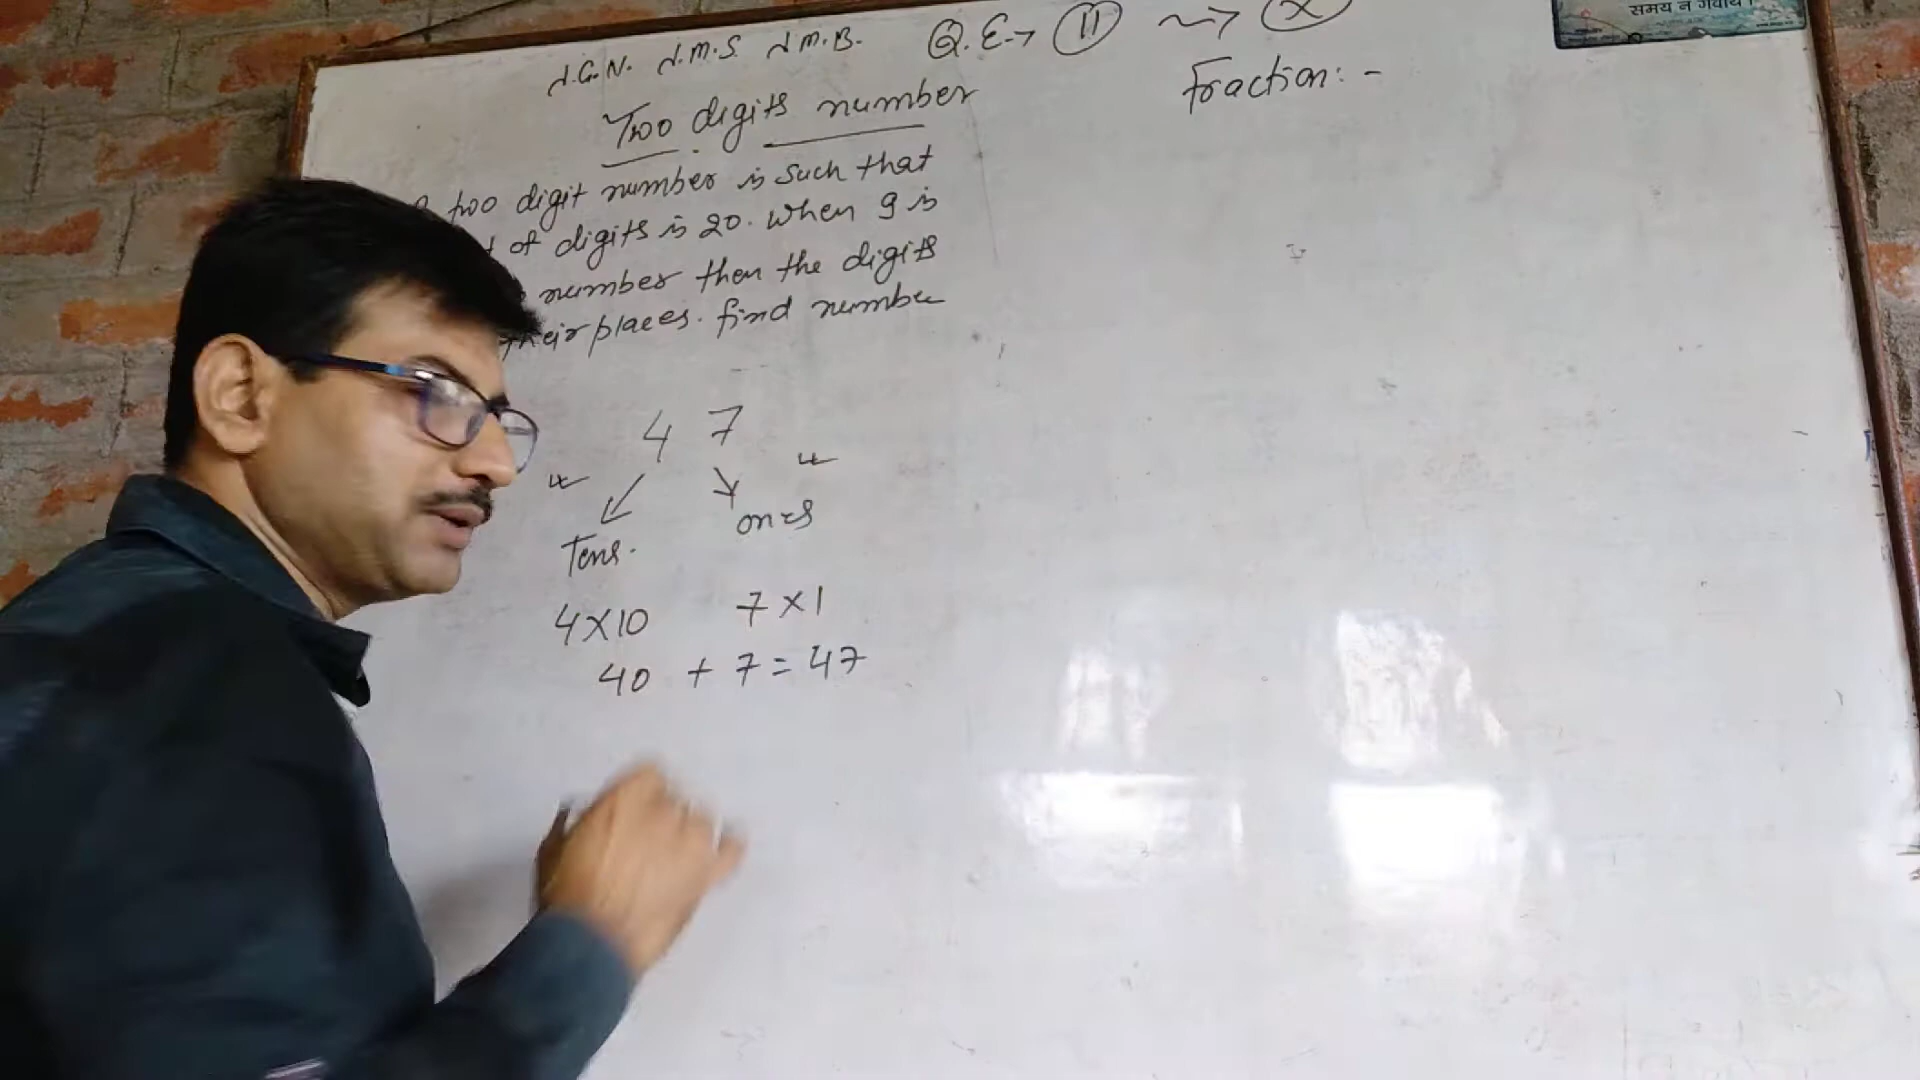 J.G.N. J.M.S. J.M.B. Q.E.→ 11 → X
समय न गंवायें।
Two digits number
Fraction:-
two digit number is such that
of digits is 20. When 9 is
number then the digits
their places. find number
4 7
Tens. ones
4×10 7×1
40 + 7 = 47